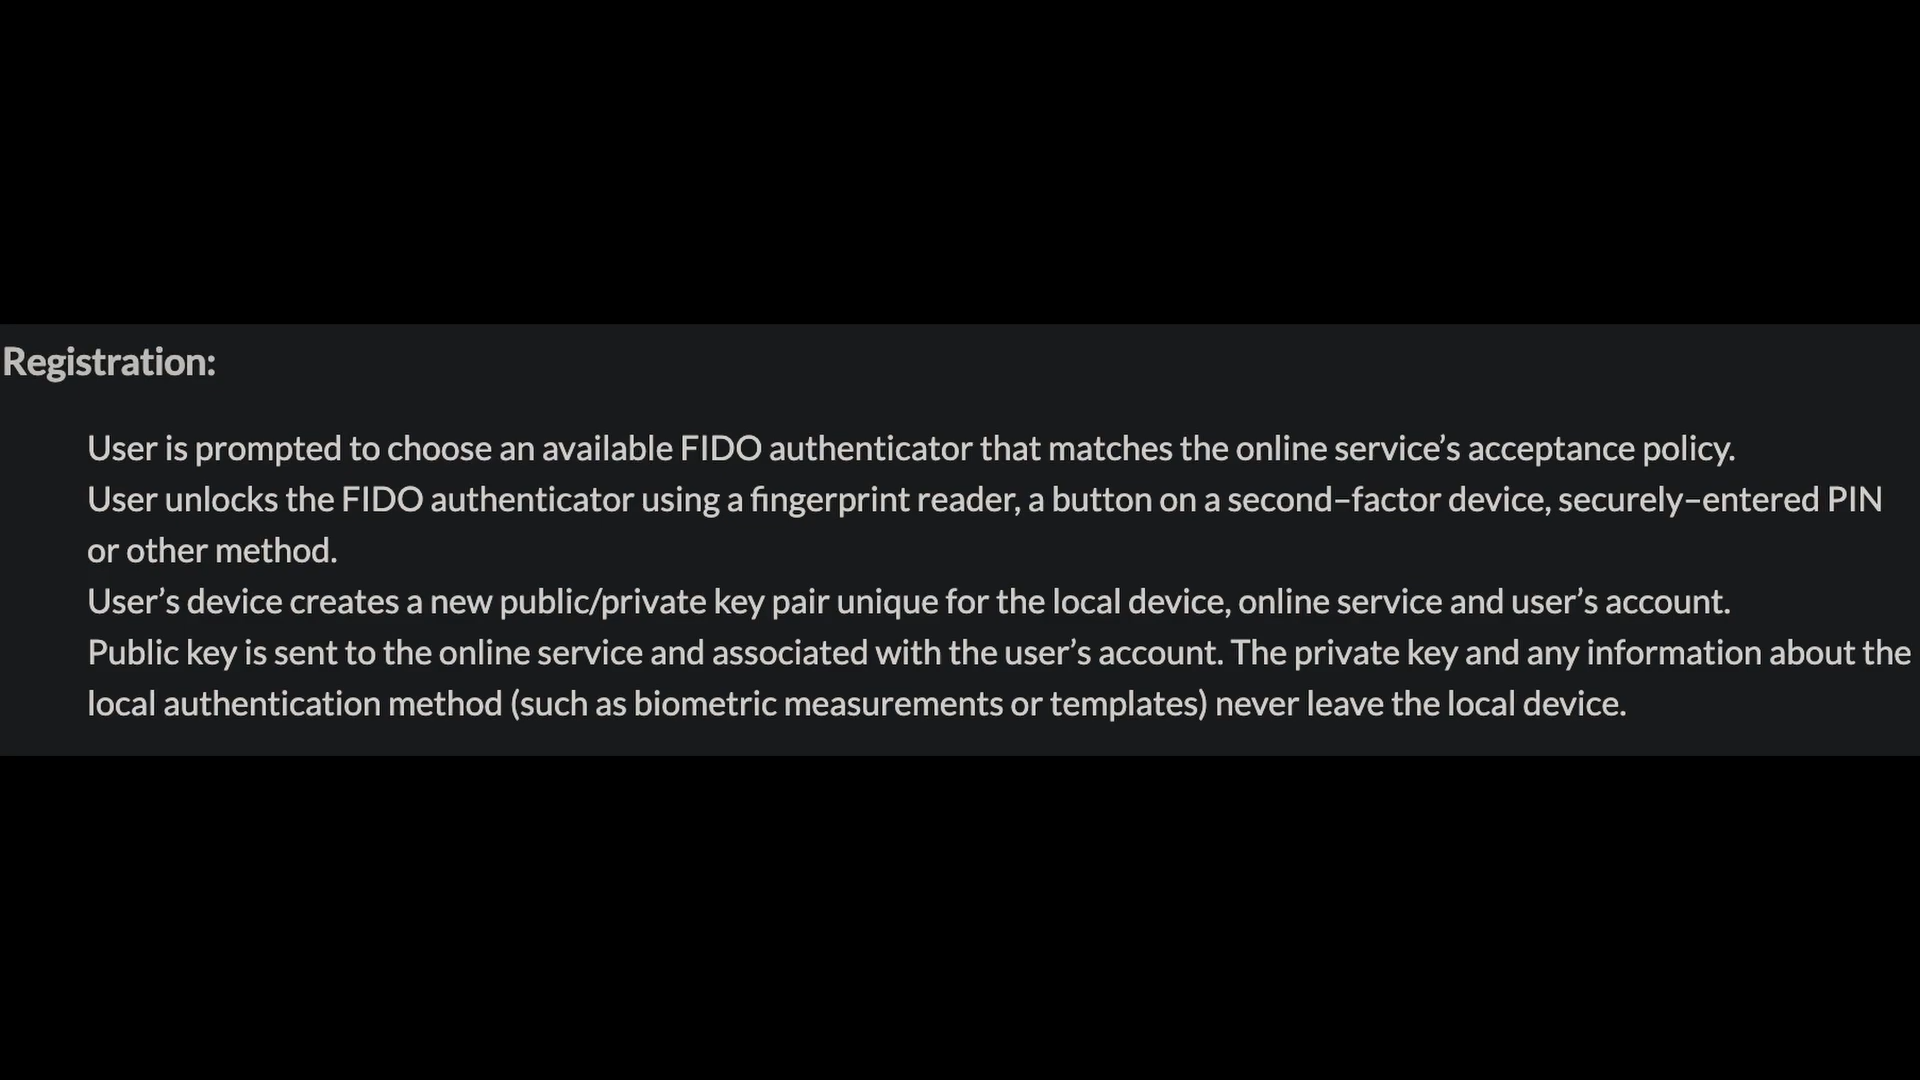 Registration:
User is prompted to choose an available FIDO authenticator that matches the online service’s acceptance policy.
User unlocks the FIDO authenticator using a fingerprint reader, a button on a second–factor device, securely–entered PIN
or other method.
User’s device creates a new public/private key pair unique for the local device, online service and user’s account.
Public key is sent to the online service and associated with the user’s account. The private key and any information about the
local authentication method (such as biometric measurements or templates) never leave the local device.